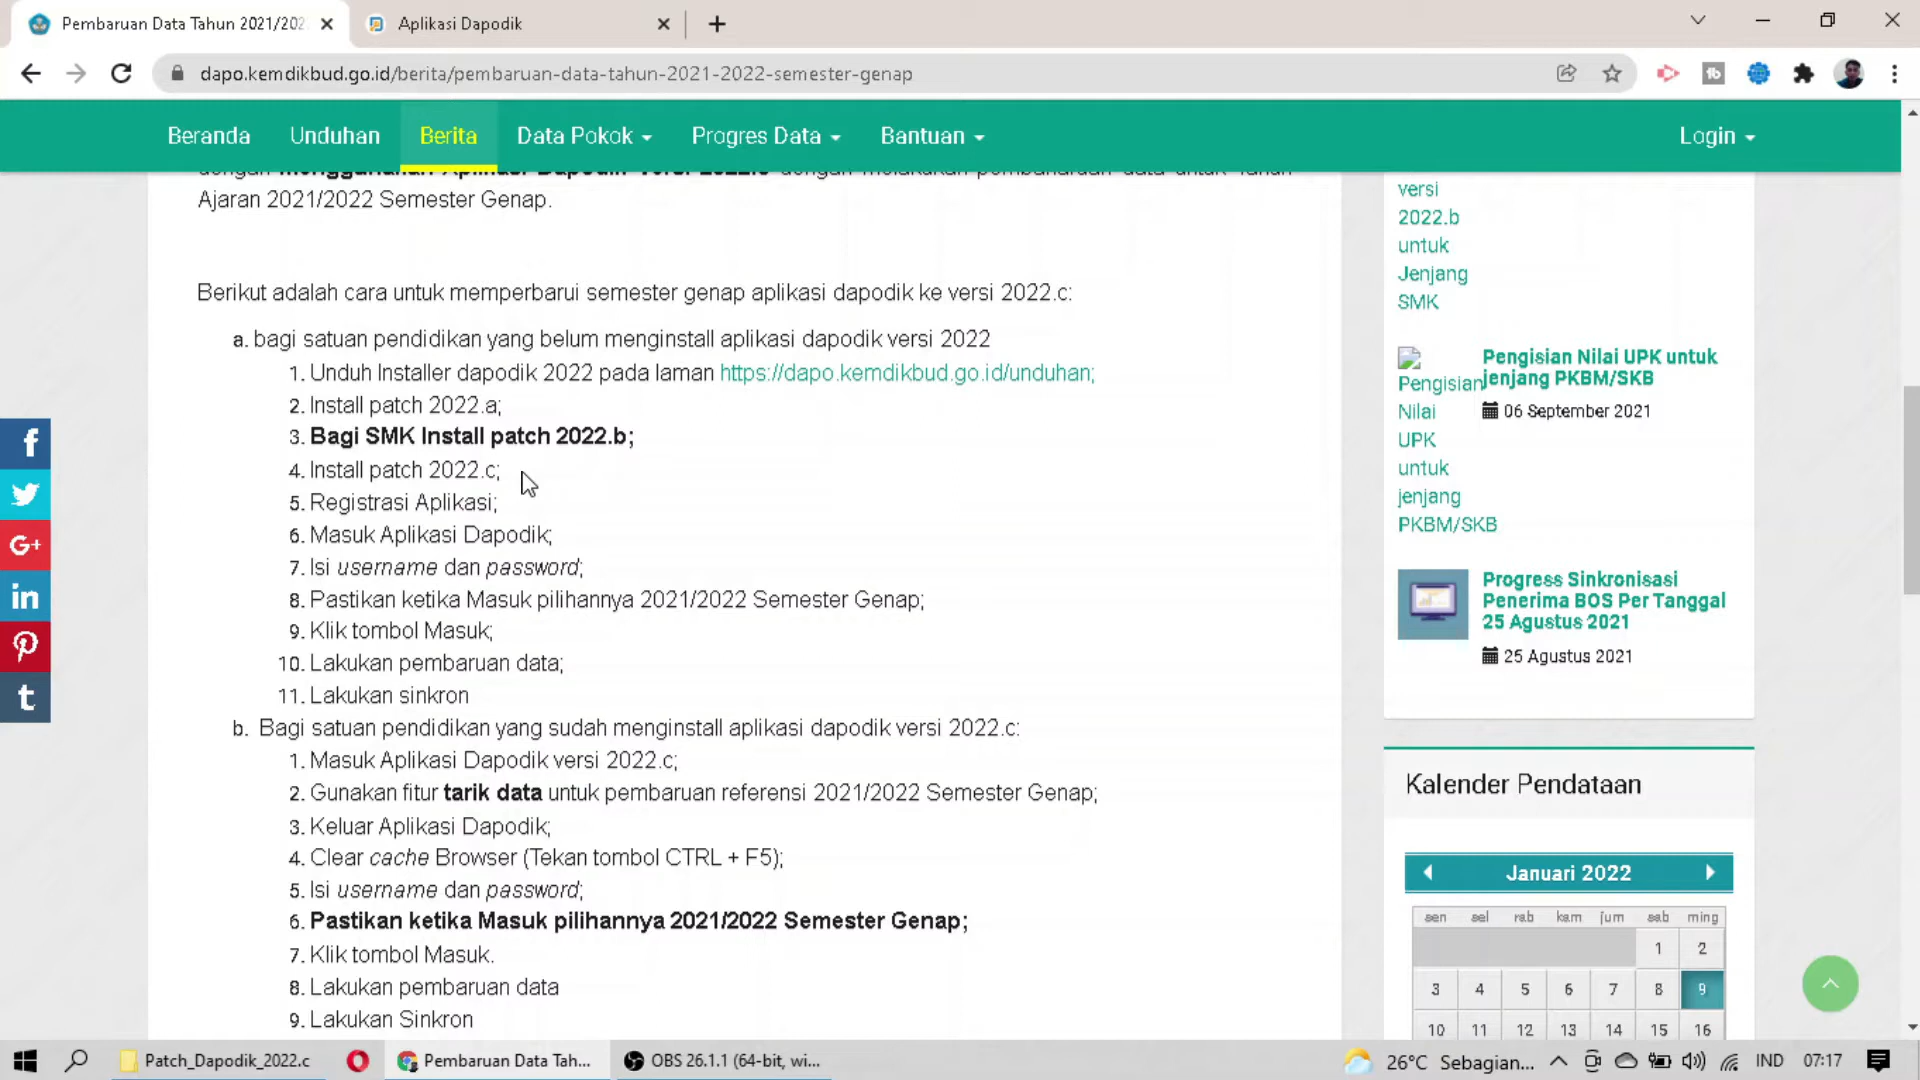 Pembaruan Data Tahun 2021/202
Aplikasi Dapodik
dapo.kemdikbud.go.id/berita/pembaruan-data-tahun-2021-2022-semester-genap
Beranda
Unduhan
Berita
Data Pokok
Progres Data
Bantuan
Login
Ajaran 2021/2022 Semester Genap.
Berikut adalah cara untuk memperbarui semester genap aplikasi dapodik ke versi 2022.c:
a. bagi satuan pendidikan yang belum menginstall aplikasi dapodik versi 2022
1. Unduh Installer dapodik 2022 pada laman https://dapo.kemdikbud.go.id/unduhan;
2. Install patch 2022.a;
3. Bagi SMK Install patch 2022.b;
4. Install patch 2022.c;
5. Registrasi Aplikasi;
6. Masuk Aplikasi Dapodik;
7. Isi username dan password;
8. Pastikan ketika Masuk pilihannya 2021/2022 Semester Genap;
9. Klik tombol Masuk;
10. Lakukan pembaruan data;
11. Lakukan sinkron
b. Bagi satuan pendidikan yang sudah menginstall aplikasi dapodik versi 2022.c:
1. Masuk Aplikasi Dapodik versi 2022.c;
2. Gunakan fitur tarik data untuk pembaruan referensi 2021/2022 Semester Genap;
3. Keluar Aplikasi Dapodik;
4. Clear cache Browser (Tekan tombol CTRL + F5);
5. Isi username dan password;
6. Pastikan ketika Masuk pilihannya 2021/2022 Semester Genap;
7. Klik tombol Masuk.
8. Lakukan pembaruan data
9. Lakukan Sinkron
versi
2022.b
untuk
Jenjang
SMK
Pengisian
Nilai
UPK
untuk
jenjang
PKBM/SKB
Pengisian Nilai UPK untuk
jenjang PKBM/SKB
06 September 2021
Progress Sinkronisasi
Penerima BOS Per Tanggal
25 Agustus 2021
25 Agustus 2021
Kalender Pendataan
Januari 2022
sen sel rab kam jum sab ming
1 2
3 4 5 6 7 8 9
10 11 12 13 14 15 16
f
G+
in
t
Patch_Dapodik_2022.c
Pembaruan Data Tah...
OBS 26.1.1 (64-bit, wi...
26°C Sebagian...
IND
07:17